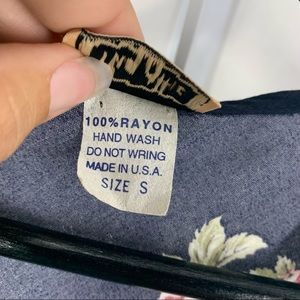 100% RAYON
HAND WASH
DO NOT WRING
MADE IN U.S.A.
SIZE S